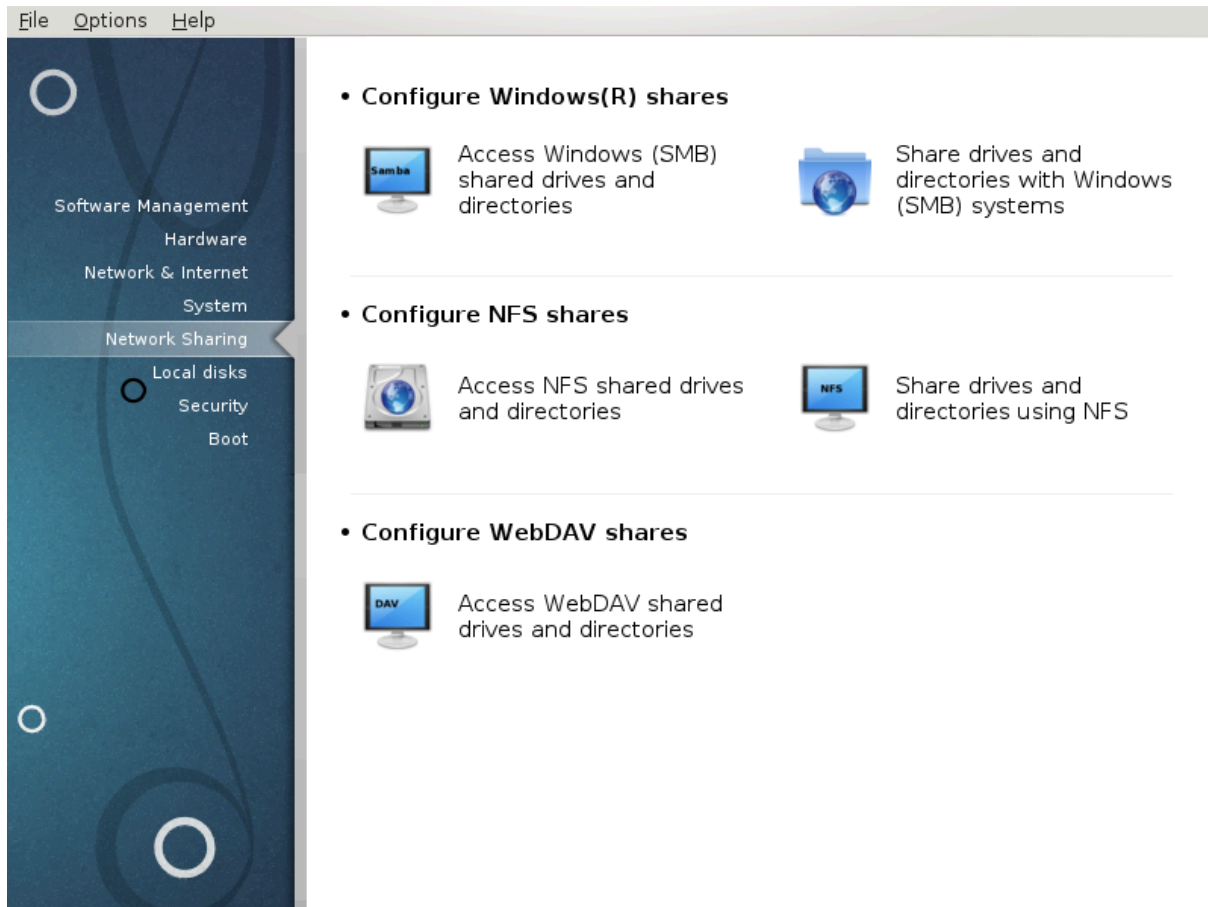 File Options Help
Software Management
Hardware
Network & Internet
System
Network Sharing
Local disks
Security
Boot
• Configure Windows(R) shares
Samba
Access Windows (SMB)
shared drives and
directories
Share drives and
directories with Windows
(SMB) systems
• Configure NFS shares
Access NFS shared drives
and directories
NFS
Share drives and
directories using NFS
• Configure WebDAV shares
DAV
Access WebDAV shared
drives and directories